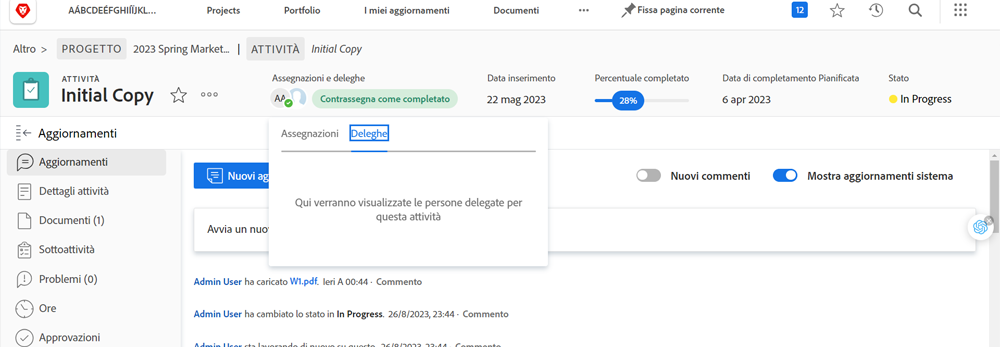 AÁBCDEÉFGHIÍJKL...
Projects
Portfolio
I miei aggiornamenti
Documenti
Fissa pagina corrente
12
Altro >
PROGETTO
2023 Spring Market...
|
ATTIVITÀ
Initial Copy
ATTIVITÀ
Initial Copy
Assegnazioni e deleghe
AA
Contrassegna come completato
Data inserimento
22 mag 2023
Percentuale completato
28%
Data di completamento Pianificata
6 apr 2023
Stato
In Progress
Aggiornamenti
Assegnazioni
Deleghe
Qui verranno visualizzate le persone delegate per
questa attività
Aggiornamenti
Dettagli attività
Documenti (1)
Sottoattività
Problemi (0)
Ore
Approvazioni
Nuovi ag
Nuovi commenti
Mostra aggiornamenti sistema
Avvia un nuo
Admin User ha caricato W1.pdf. Ieri A 00:44 · Commento
Admin User ha cambiato lo stato in In Progress. 26/8/2023, 23:44 · Commento
Admin User sta lavorando di nuovo su questo. 26/8/2023, 23:44 · Commento